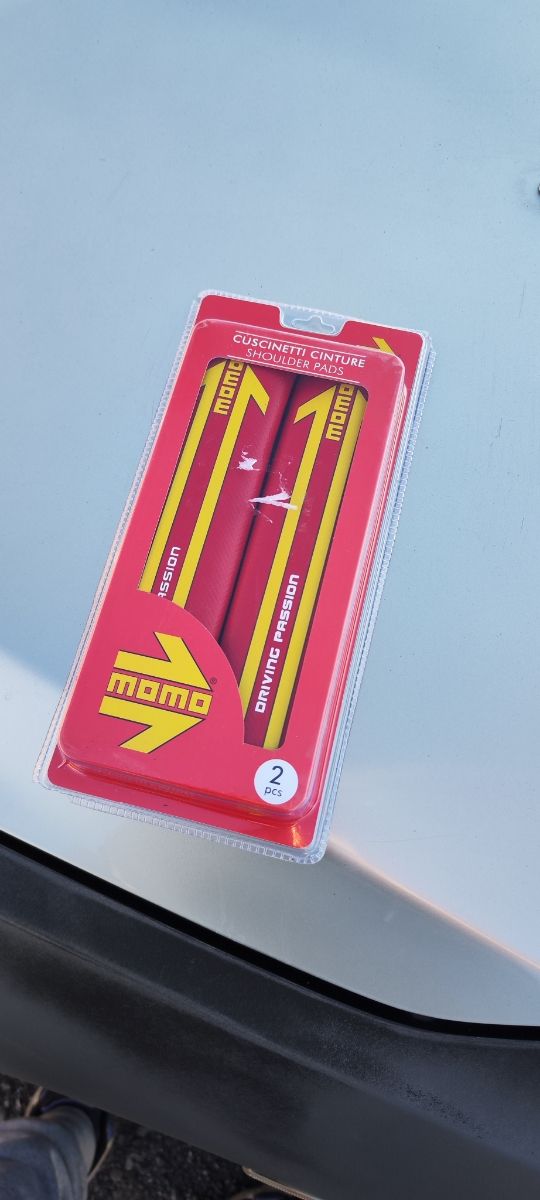 CUSCINETTI CINTURE
SHOULDER PADS
momo
momo
PASSION
DRIVING PASSION
momo®
2
pcs